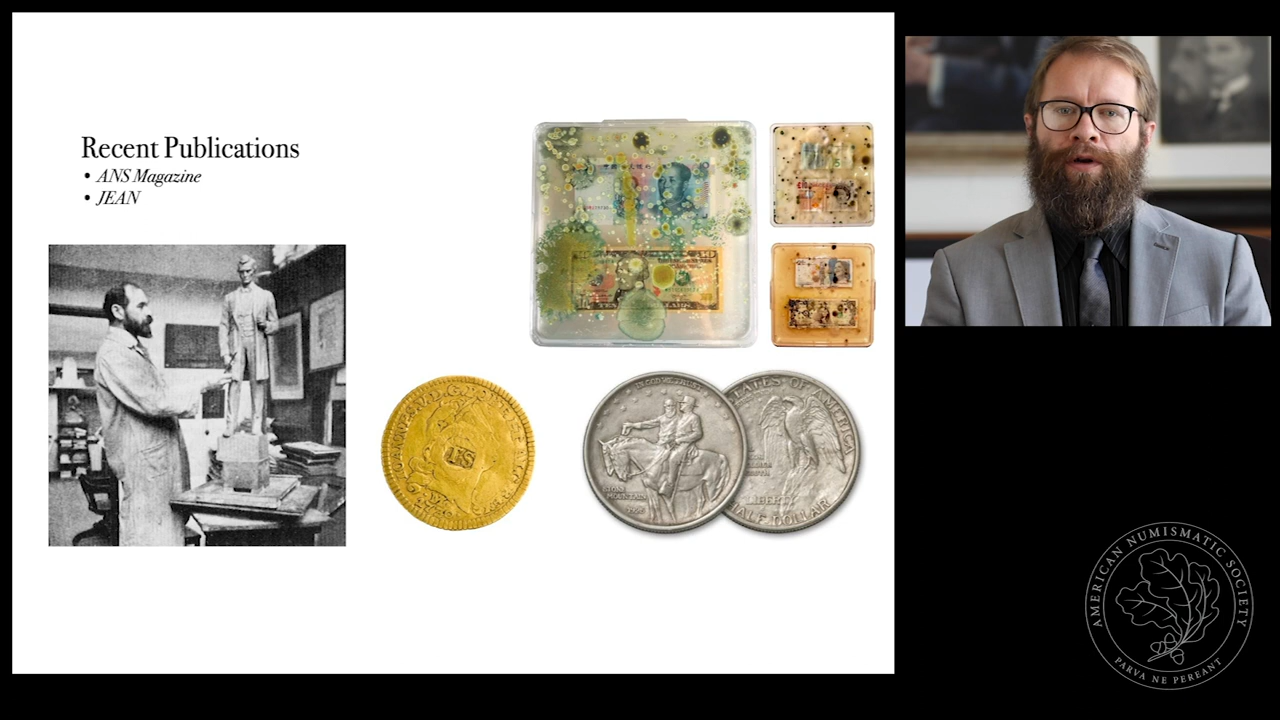 Recent Publications
• ANS Magazine
• JEAN
IN GOD WE TRUST
STONE
MOUNTAIN
1925
STATES OF AMERICA
LIBERTY
HALF DOLLAR
AMERICAN NUMISMATIC SOCIETY
PARVA NE PEREANT